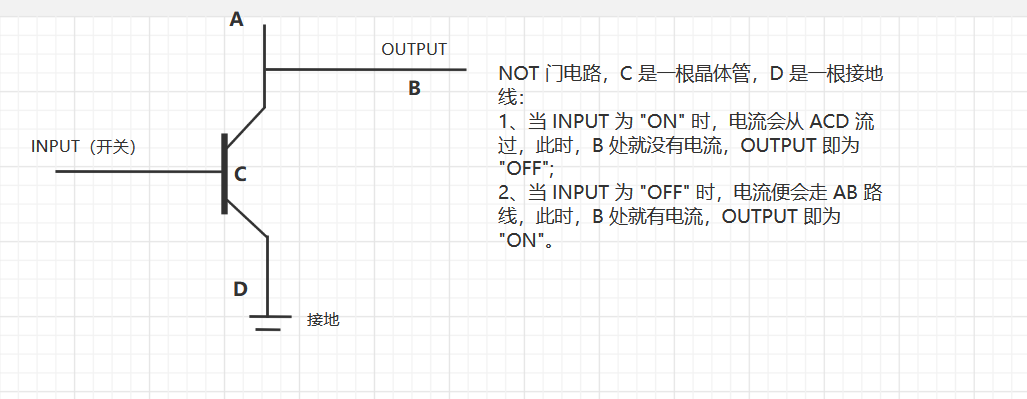 A
OUTPUT
B
INPUT（开关）
C
D
接地
NOT 门电路，C 是一根晶体管，D 是一根接地
线：
1、当 INPUT 为 "ON" 时，电流会从 ACD 流
过，此时，B 处就没有电流，OUTPUT 即为
"OFF";
2、当 INPUT 为 "OFF" 时，电流便会走 AB 路
线，此时，B 处就有电流，OUTPUT 即为
"ON"。